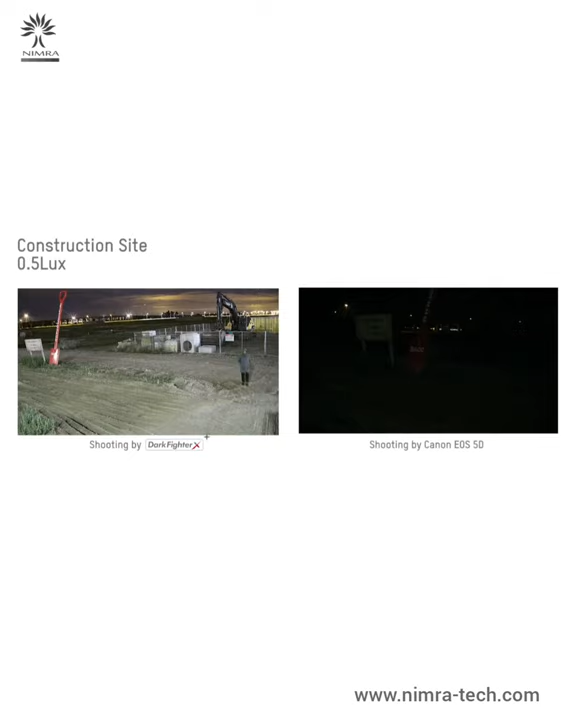 NIMRA
Construction Site
0.5Lux
Shooting by DarkFighterX
Shooting by Canon EOS 5D
www.nimra-tech.com